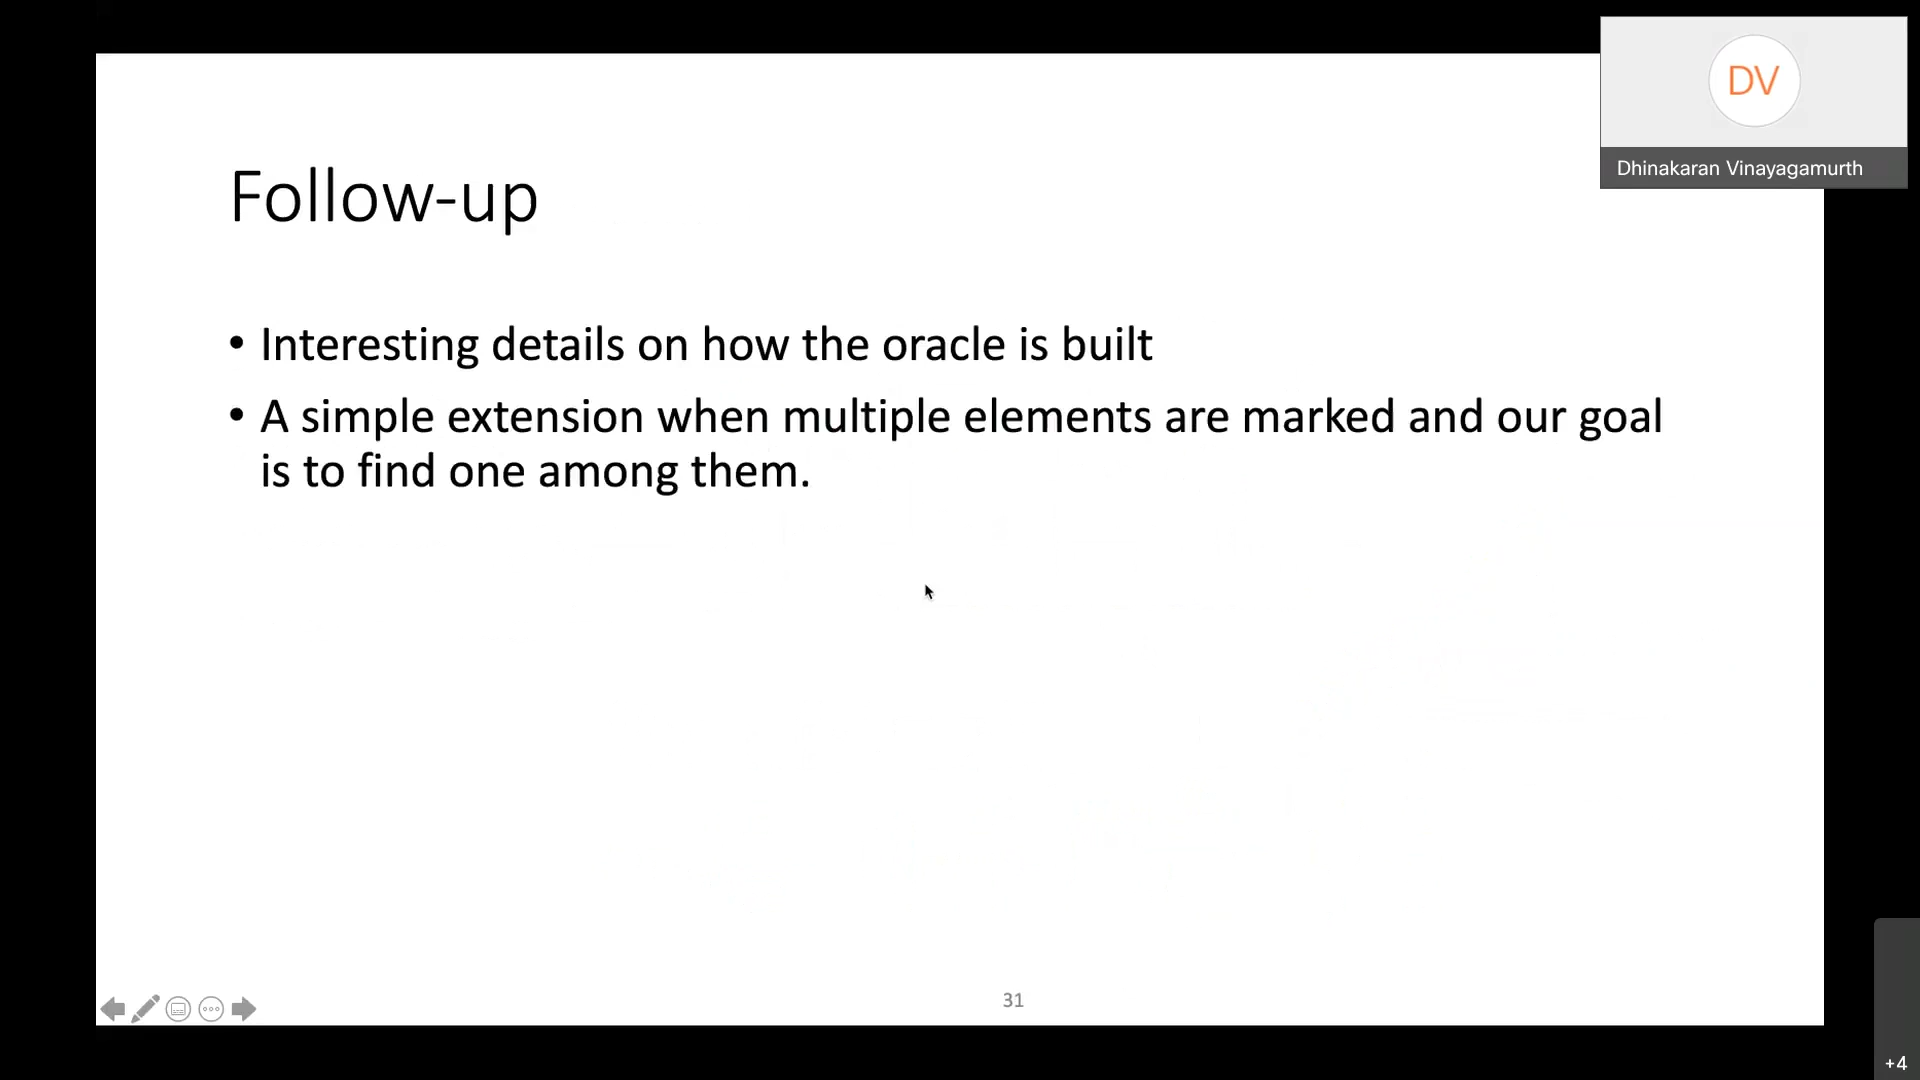 DV
Dhinakaran Vinayagamurth
Follow-up
• Interesting details on how the oracle is built
• A simple extension when multiple elements are marked and our goal
is to find one among them.
31
+4